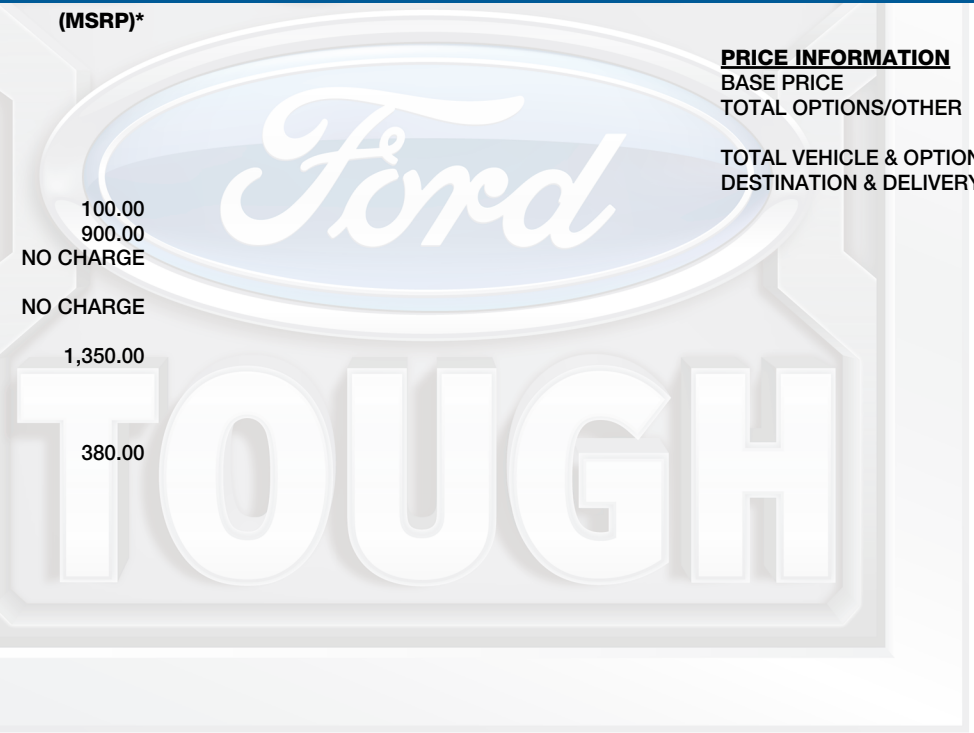 (MSRP)*
100.00
900.00
NO CHARGE
NO CHARGE
1,350.00
380.00
PRICE INFORMATION
BASE PRICE
TOTAL OPTIONS/OTHER
TOTAL VEHICLE & OPTION
DESTINATION & DELIVERY
Ford
TOUGH